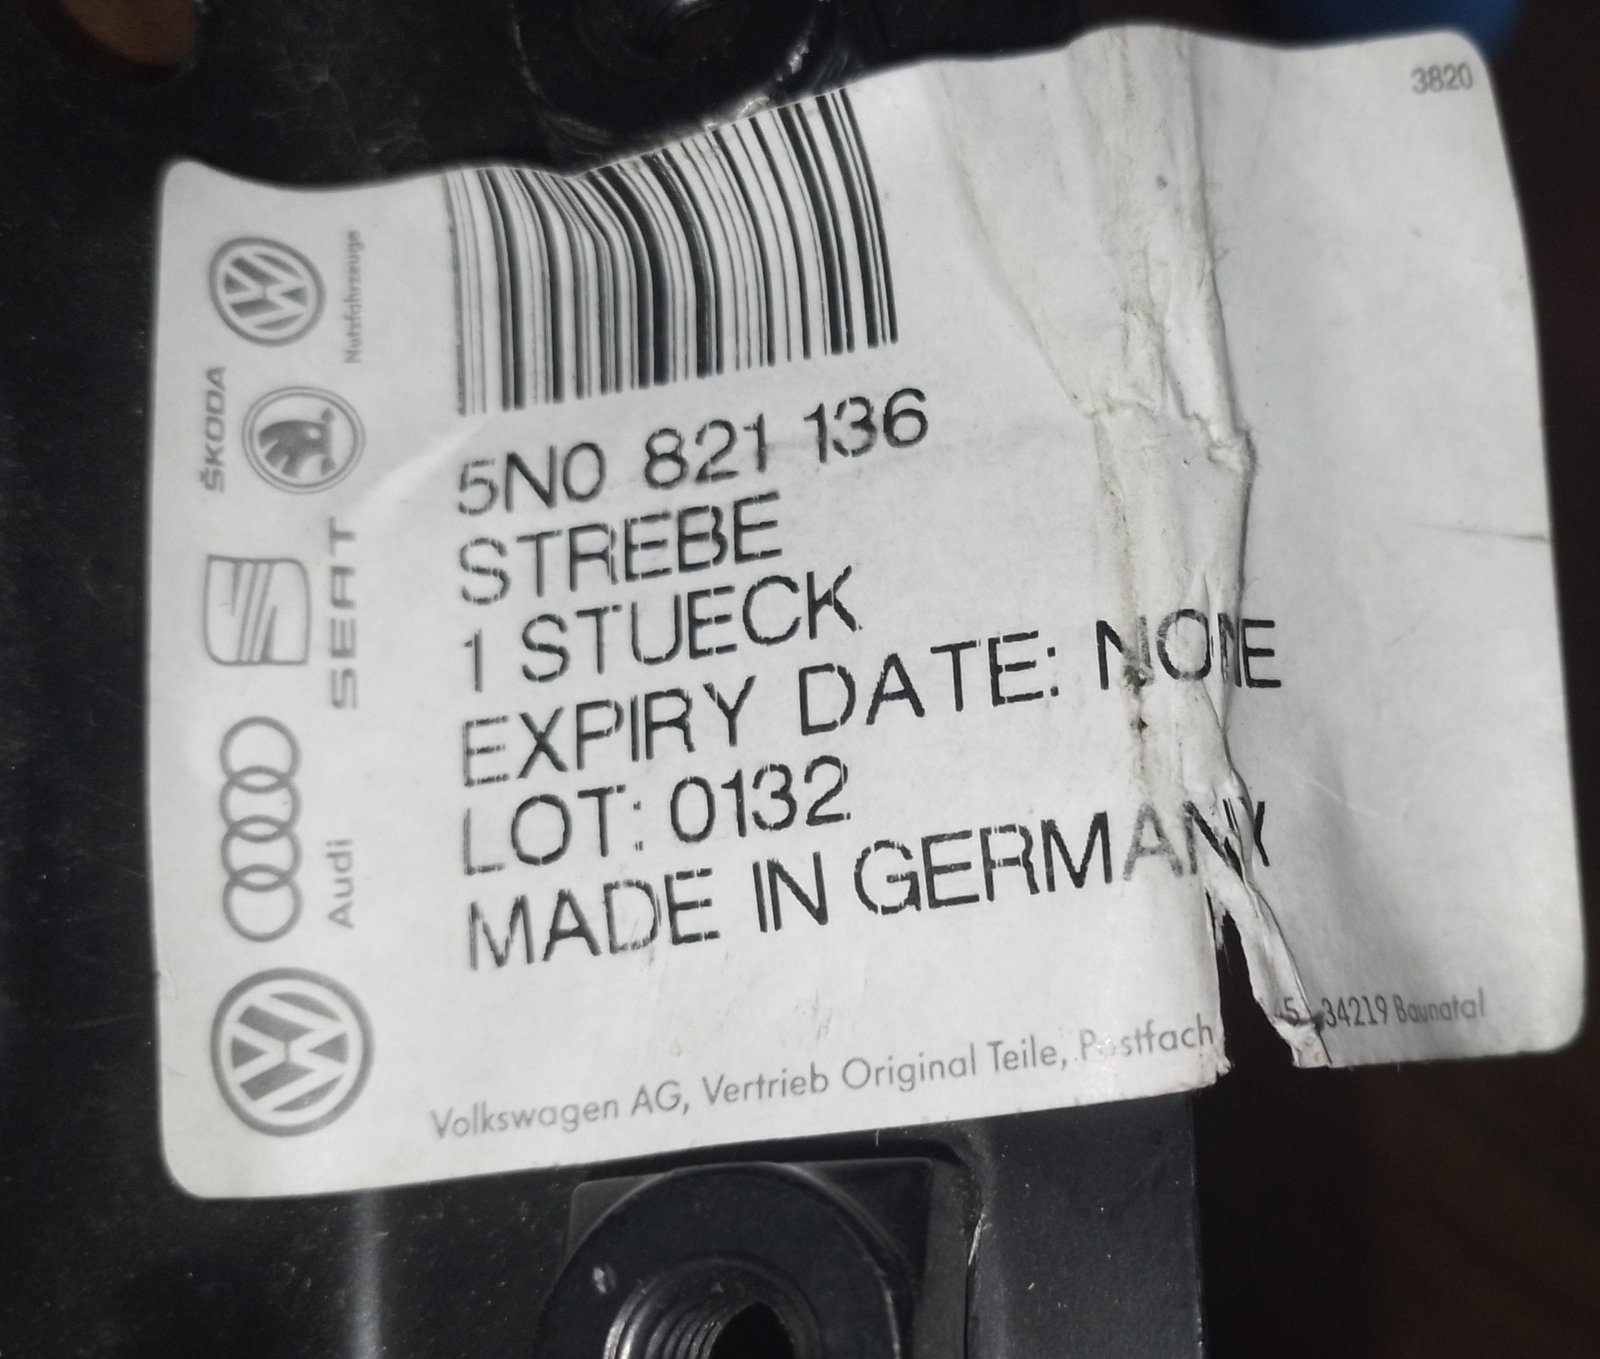 3820
Nutzfahrzeuge
ŠKODA
SEAT
Audi
5N0 821 136
STREBE
1 STUECK
EXPIRY DATE: NONE
LOT: 0132
MADE IN GERMANY
Volkswagen AG, Vertrieb Original Teile, Postfach 34219 Baunatal